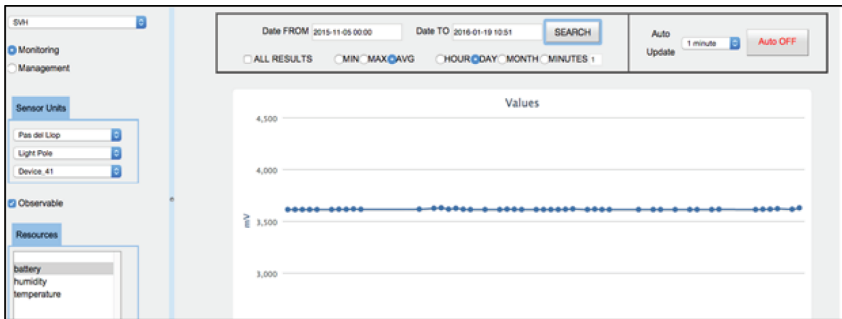 SVH
Monitoring
Management
Sensor Units
Pas del Llop
Light Pole
Device_41
Observable
Resources
battery
humidity
temperature
Date FROM 2015-11-05 00:00 Date TO 2016-01-19 10:51 SEARCH
ALL RESULTS MIN MAX AVG HOUR DAY MONTH MINUTES 1
Auto Update 1 minute Auto OFF
Values
4,500
4,000
3,500
3,000
mV